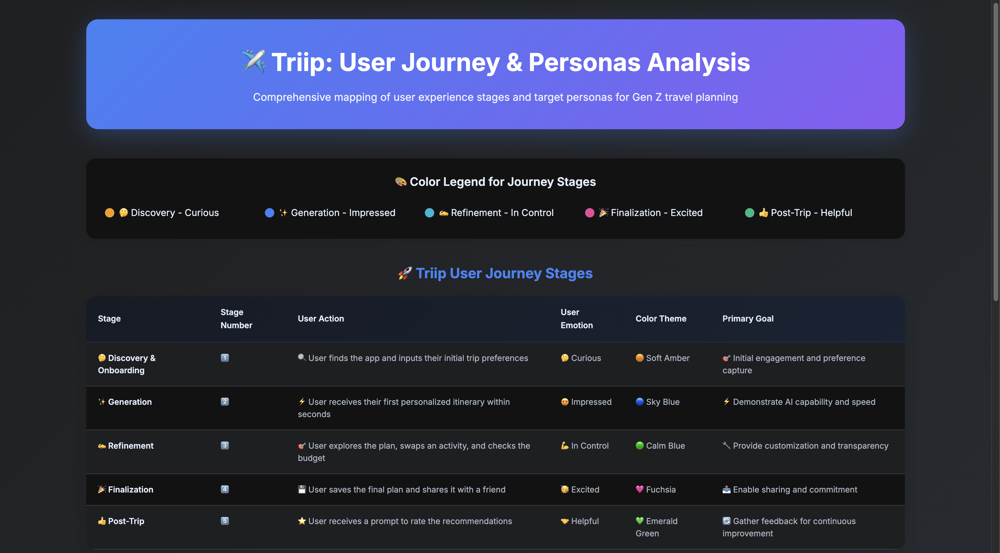 ✈️ Triip: User Journey & Personas Analysis
Comprehensive mapping of user experience stages and target personas for Gen Z travel planning
🎨 Color Legend for Journey Stages
🤔 Discovery - Curious
✨ Generation - Impressed
✍️ Refinement - In Control
🎉 Finalization - Excited
👍 Post-Trip - Helpful
🚀 Triip User Journey Stages
Stage
Stage
Number
User Action
User
Emotion
Color Theme
Primary Goal
🤔 Discovery &
Onboarding
1️⃣
🔍 User finds the app and inputs their initial trip preferences
🤔 Curious
🟠 Soft Amber
🎯 Initial engagement and preference
capture
✨ Generation
2️⃣
⚡ User receives their first personalized itinerary within
seconds
😍 Impressed
🔵 Sky Blue
⚡ Demonstrate AI capability and speed
✍️ Refinement
3️⃣
🎯 User explores the plan, swaps an activity, and checks the
budget
💪 In Control
🟢 Calm Blue
🔧 Provide customization and transparency
🎉 Finalization
4️⃣
💾 User saves the final plan and shares it with a friend
🥳 Excited
🩷 Fuchsia
📤 Enable sharing and commitment
👍 Post-Trip
5️⃣
⭐ User receives a prompt to rate the recommendations
🤝 Helpful
💚 Emerald
Green
🔄 Gather feedback for continuous
improvement